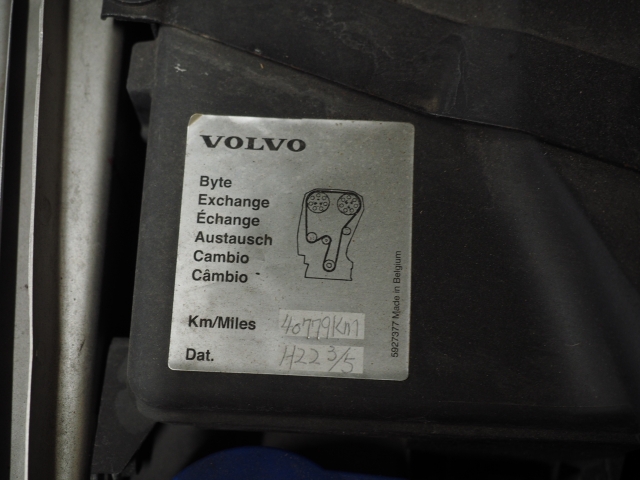 VOLVO
Byte
Exchange
Échange
Austausch
Cambio
Câmbio
Km/Miles 40779Km
Dat. H22 3/5
5927377 Made in Belgium